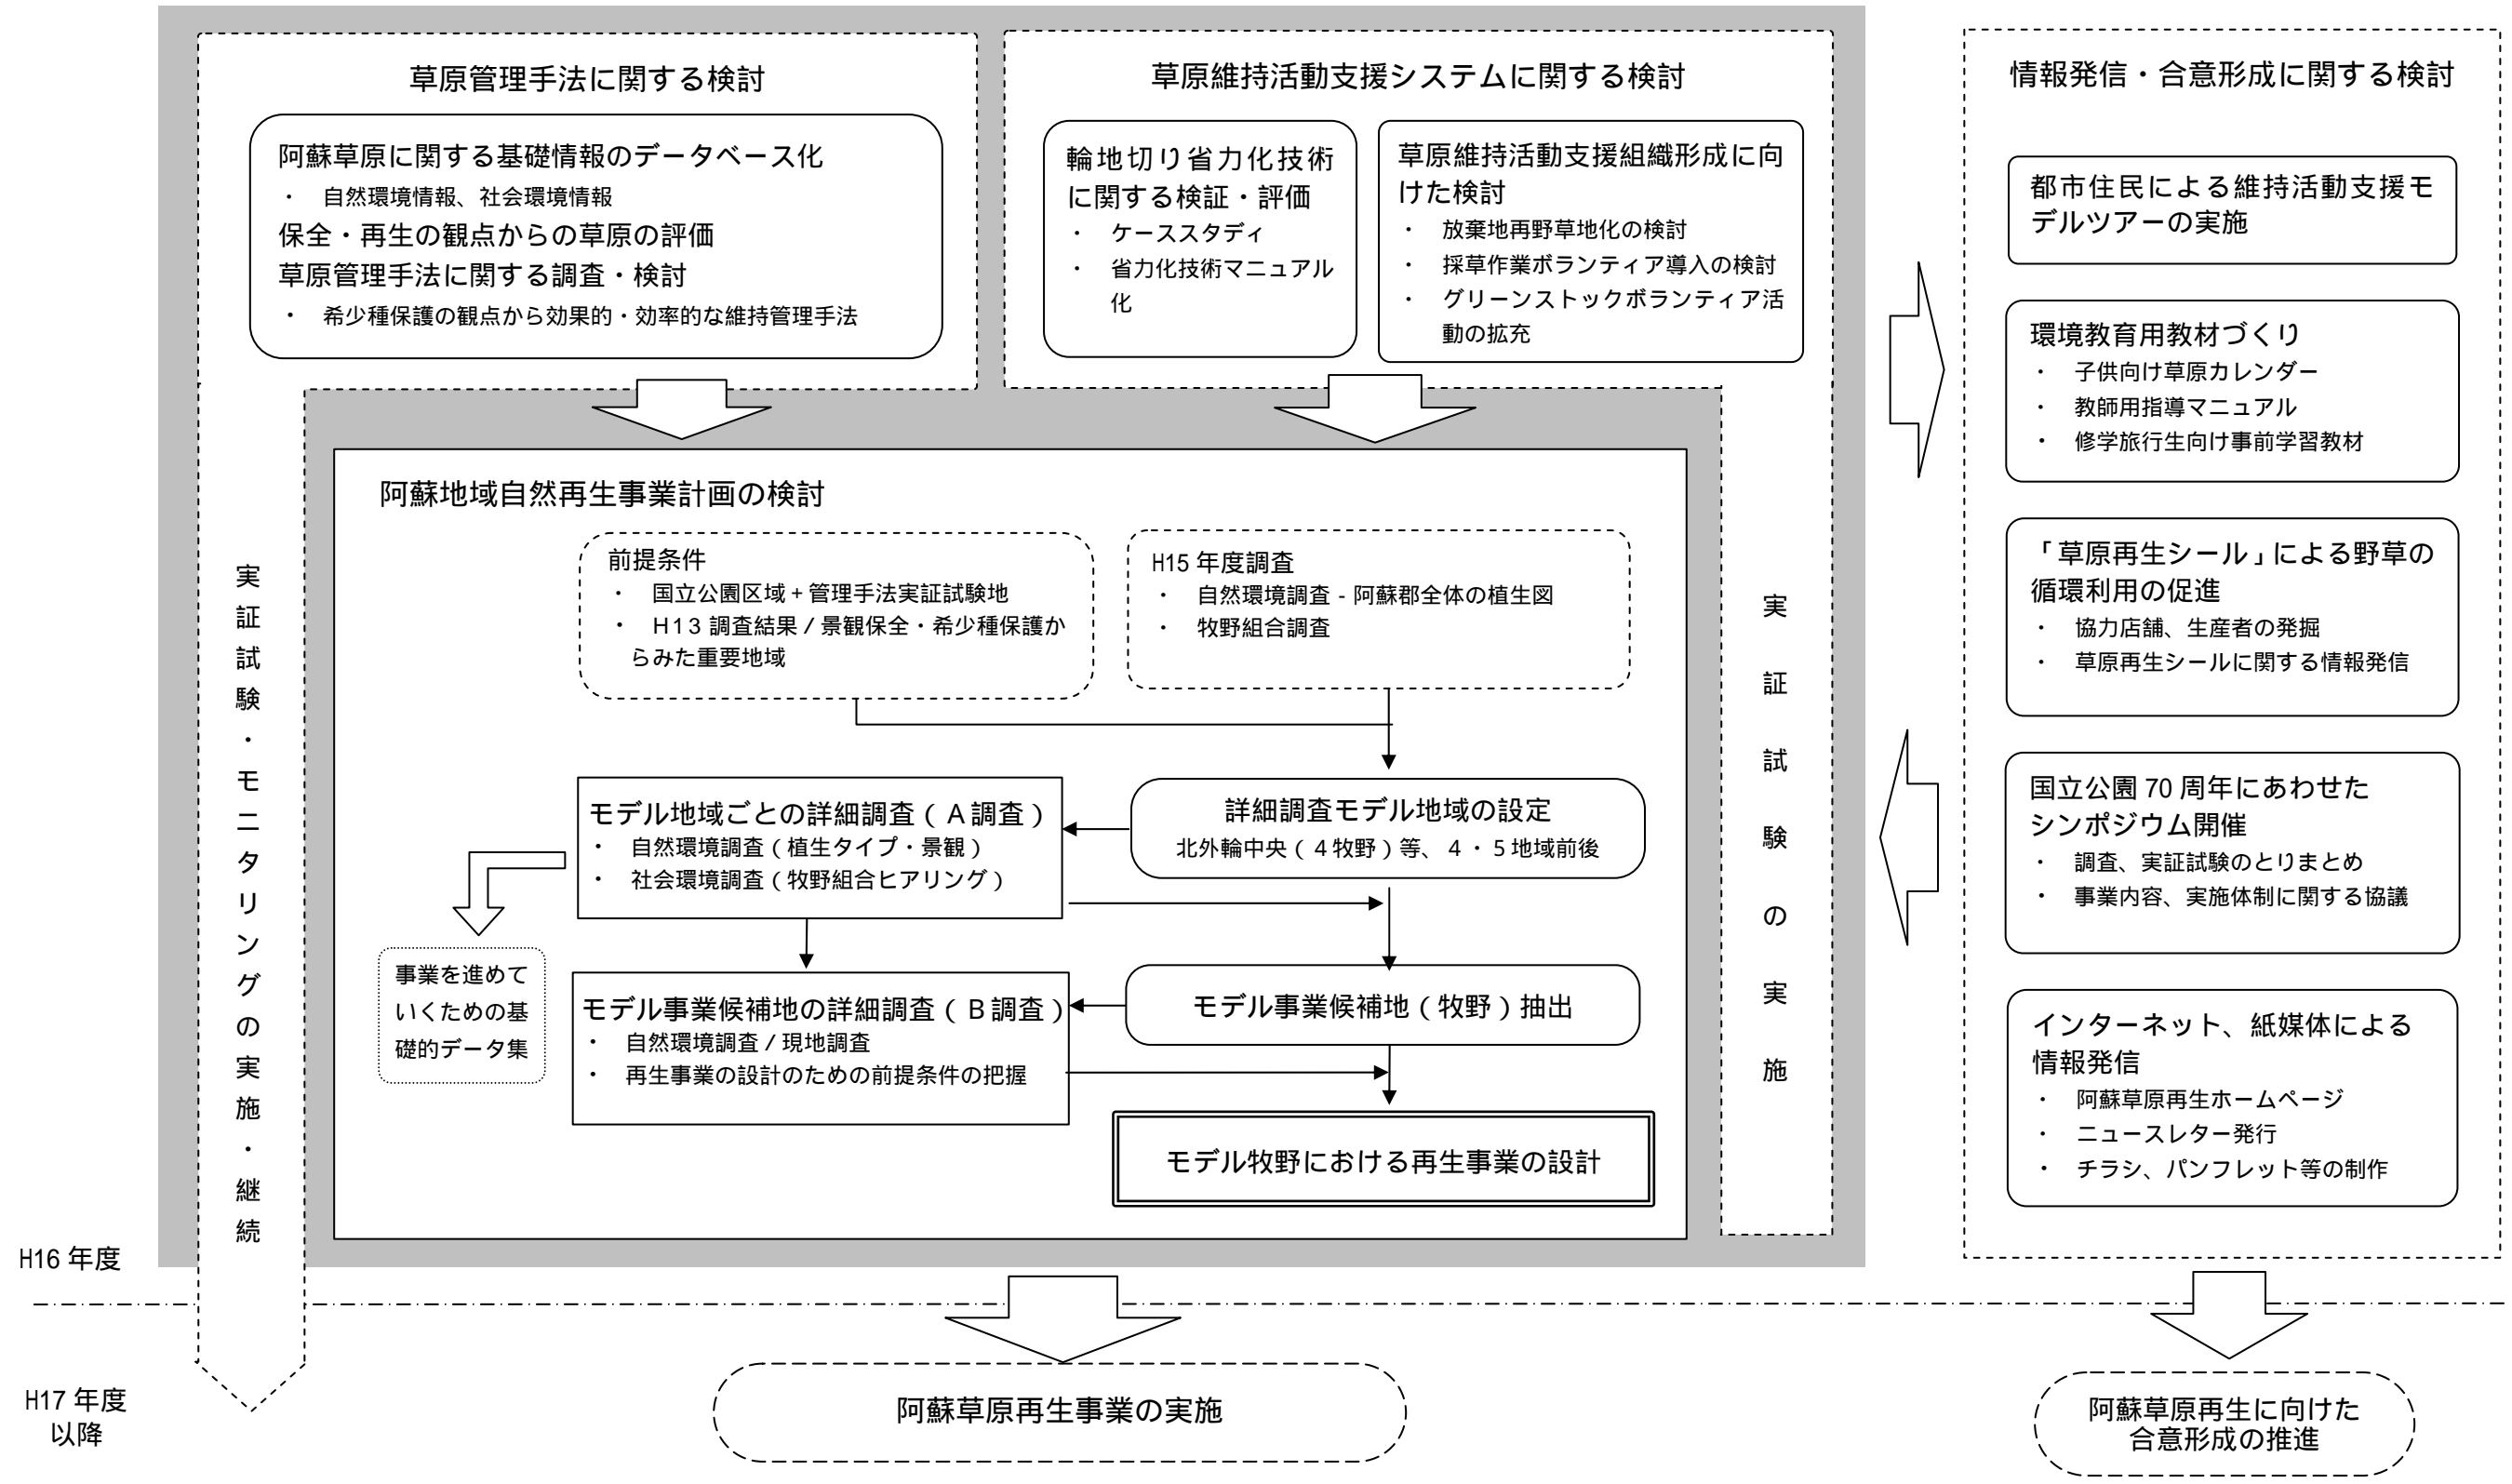 草原管理手法に関する検討
阿蘇草原に関する基礎情報のデータベース化
・ 自然環境情報、社会環境情報
保全・再生の観点からの草原の評価
草原管理手法に関する調査・検討
・ 希少種保護の観点から効果的・効率的な維持管理手法
草原維持活動支援システムに関する検討
輪地切り省力化技術
に関する検証・評価
・ ケーススタディ
・ 省力化技術マニュアル
化
草原維持活動支援組織形成に向
けた検討
・ 放棄地再野草地化の検討
・ 採草作業ボランティア導入の検討
・ グリーンストックボランティア活
動の拡充
実証試験・モニタリングの実施・継続
阿蘇地域自然再生事業計画の検討
前提条件
・ 国立公園区域+管理手法実証試験地
・ H13 調査結果/景観保全・希少種保護か
らみた重要地域
H15 年度調査
・ 自然環境調査 - 阿蘇郡全体の植生図
・ 牧野組合調査
詳細調査モデル地域の設定
北外輪中央(4牧野)等、4・5地域前後
モデル地域ごとの詳細調査(A調査)
・ 自然環境調査(植生タイプ・景観)
・ 社会環境調査(牧野組合ヒアリング)
事業を進めて
いくための基
礎的データ集
モデル事業候補地(牧野)抽出
モデル事業候補地の詳細調査(B調査)
・ 自然環境調査/現地調査
・ 再生事業の設計のための前提条件の把握
モデル牧野における再生事業の設計
実証試験の実施
情報発信・合意形成に関する検討
都市住民による維持活動支援モ
デルツアーの実施
環境教育用教材づくり
・ 子供向け草原カレンダー
・ 教師用指導マニュアル
・ 修学旅行生向け事前学習教材
「草原再生シール」による野草の
循環利用の促進
・ 協力店舗、生産者の発掘
・ 草原再生シールに関する情報発信
国立公園 70 周年にあわせた
シンポジウム開催
・ 調査、実証試験のとりまとめ
・ 事業内容、実施体制に関する協議
インターネット、紙媒体による
情報発信
・ 阿蘇草原再生ホームページ
・ ニュースレター発行
・ チラシ、パンフレット等の制作
H16 年度
H17 年度
以降
阿蘇草原再生事業の実施
阿蘇草原再生に向けた
合意形成の推進